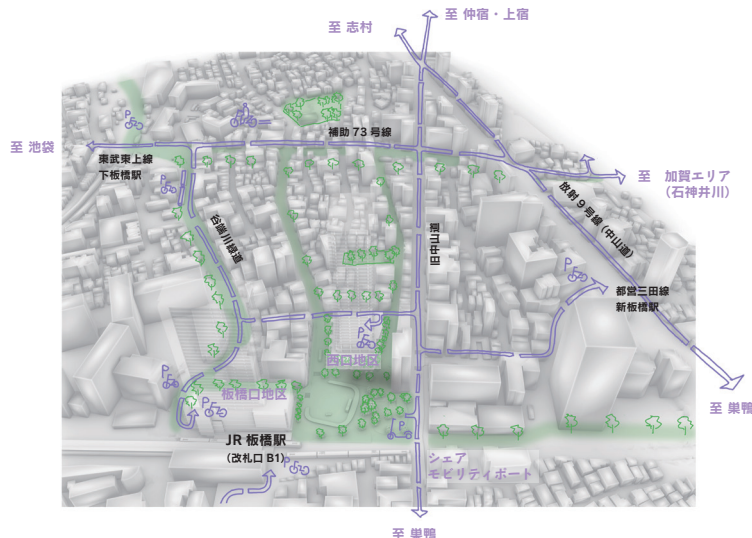 至 仲宿・上宿
至 志村
P
補助 73 号線
至 池袋
東武東上線
下板橋駅
至 加賀エリア
（石神井川）
P
放射 9 号線（中山道）
谷端川緑道
旧中山道
P
都営三田線
新板橋駅
P
西口地区
P
板橋口地区
至 巣鴨
P
P
JR 板橋駅
（改札口 B1）
P
シェア
モビリティポート
至 巣鴨